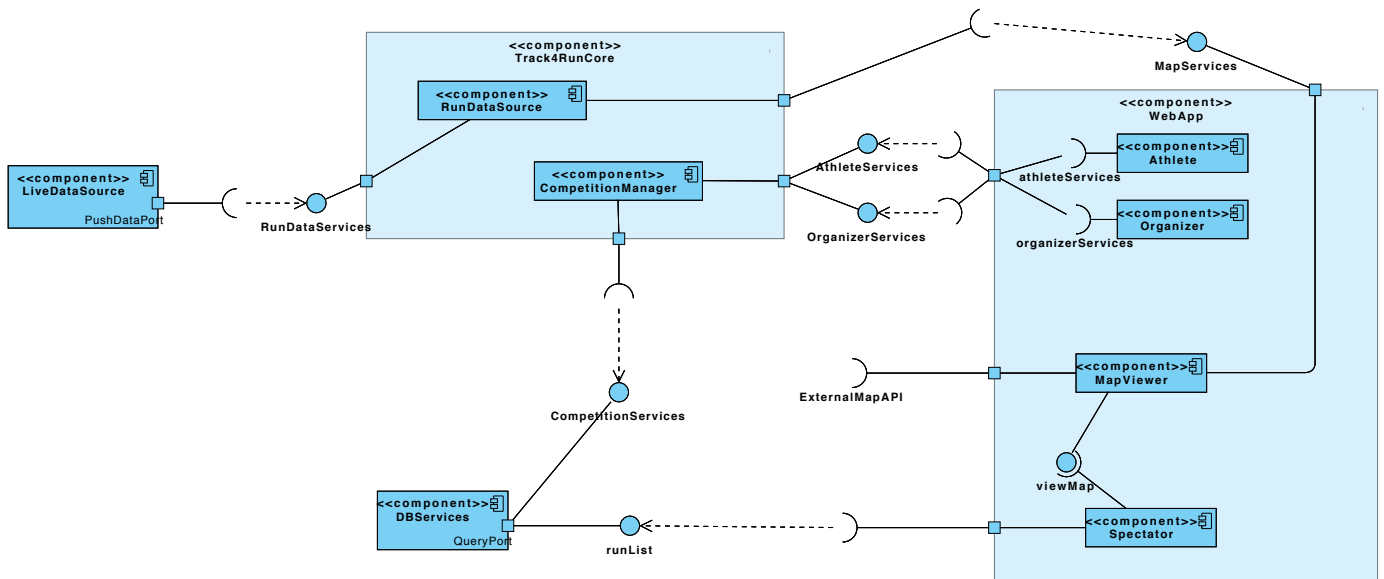 <<component>>
Track4RunCore
<<component>>
RunDataSource
<<component>>
CompetitionManager
<<component>>
LiveDataSource
PushDataPort
RunDataServices
MapServices
<<component>>
WebApp
AthleteServices
OrganizerServices
athleteServices
<<component>>
Athlete
organizerServices
<<component>>
Organizer
ExternalMapAPI
<<component>>
MapViewer
CompetitionServices
viewMap
<<component>>
DBServices
QueryPort
runList
<<component>>
Spectator